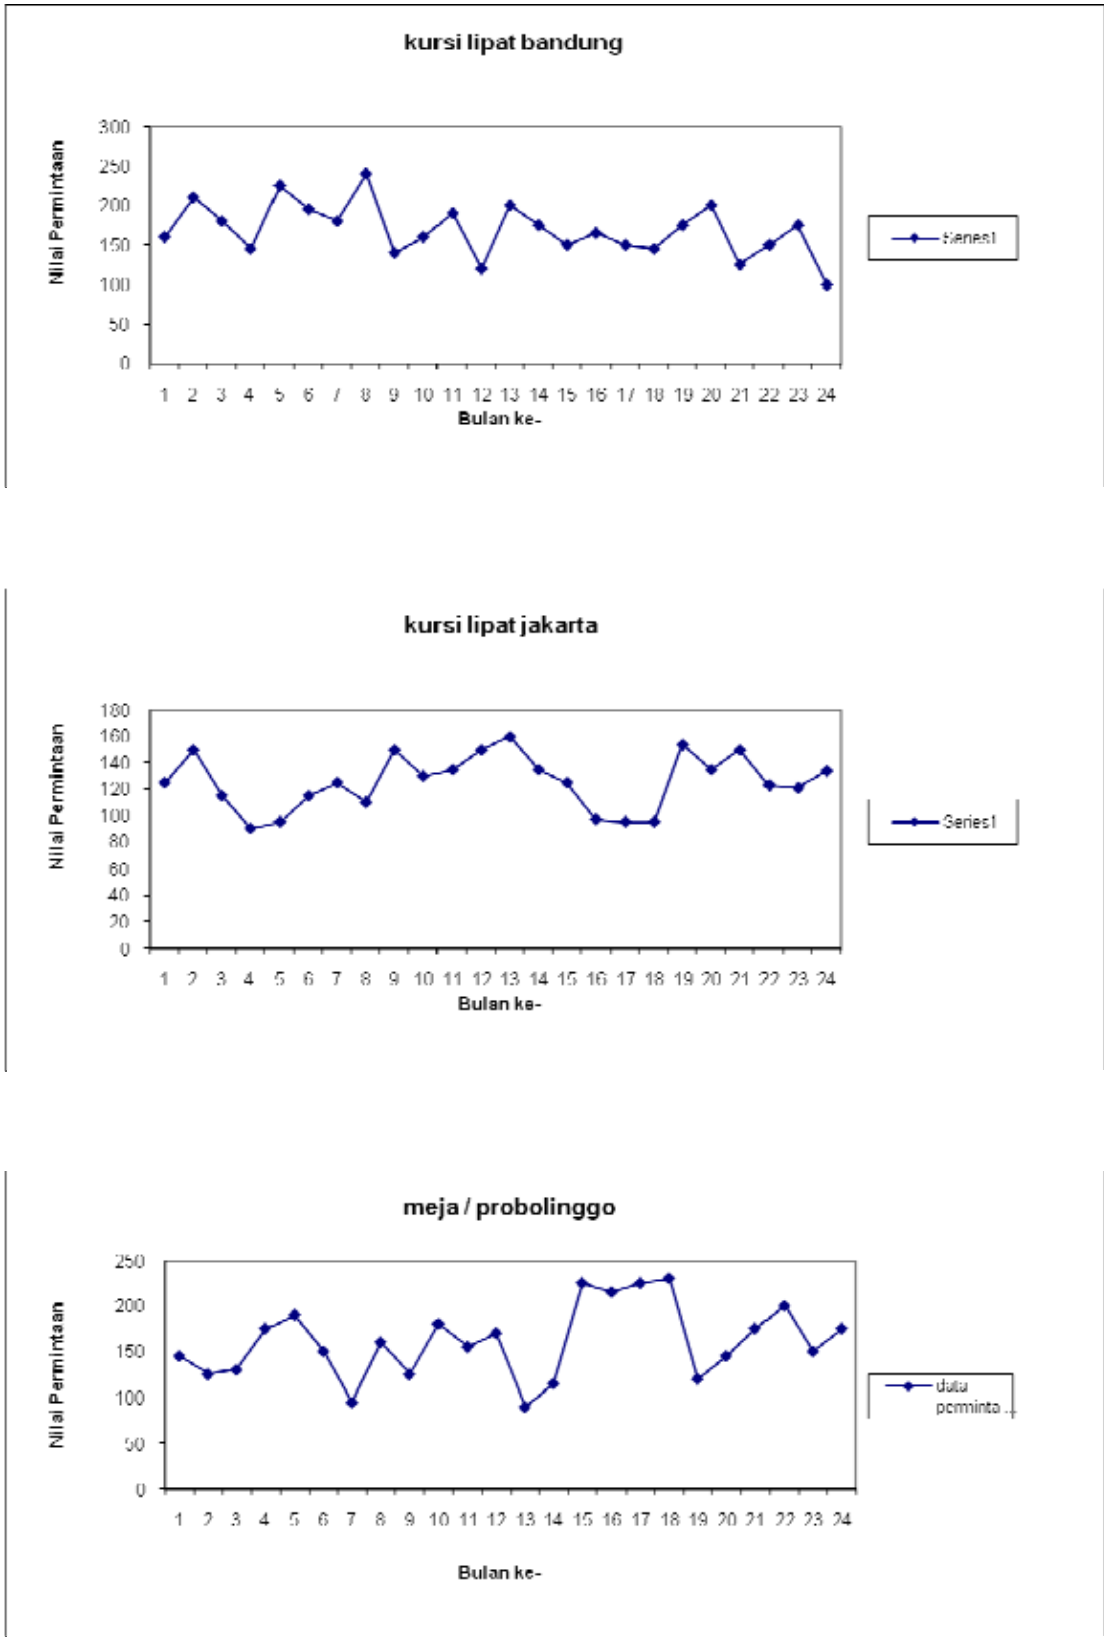 kursi lipat bandung
Nilai Permintaan
300
250
200
150
100
50
0
1 2 3 4 5 6 7 8 9 10 11 12 13 14 15 16 17 18 19 20 21 22 23 24
Bulan ke-
Series1
kursi lipat jakarta
Nilai Permintaan
180
160
140
120
100
80
60
40
20
0
1 2 3 4 5 6 7 8 9 10 11 12 13 14 15 16 17 18 19 20 21 22 23 24
Bulan ke-
Series1
meja / probolinggo
Nilai Permintaan
250
200
150
100
50
0
1 2 3 4 5 6 7 8 9 10 11 12 13 14 15 16 17 18 19 20 21 22 23 24
Bulan ke-
data
perminta ...